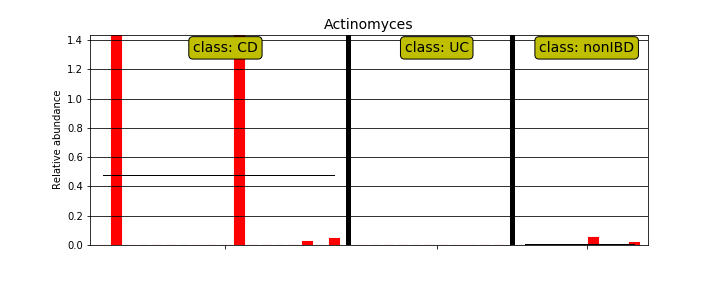 Actinomyces
class: CD
class: UC
class: nonIBD
Relative abundance
1.4
1.2
1.0
0.8
0.6
0.4
0.2
0.0